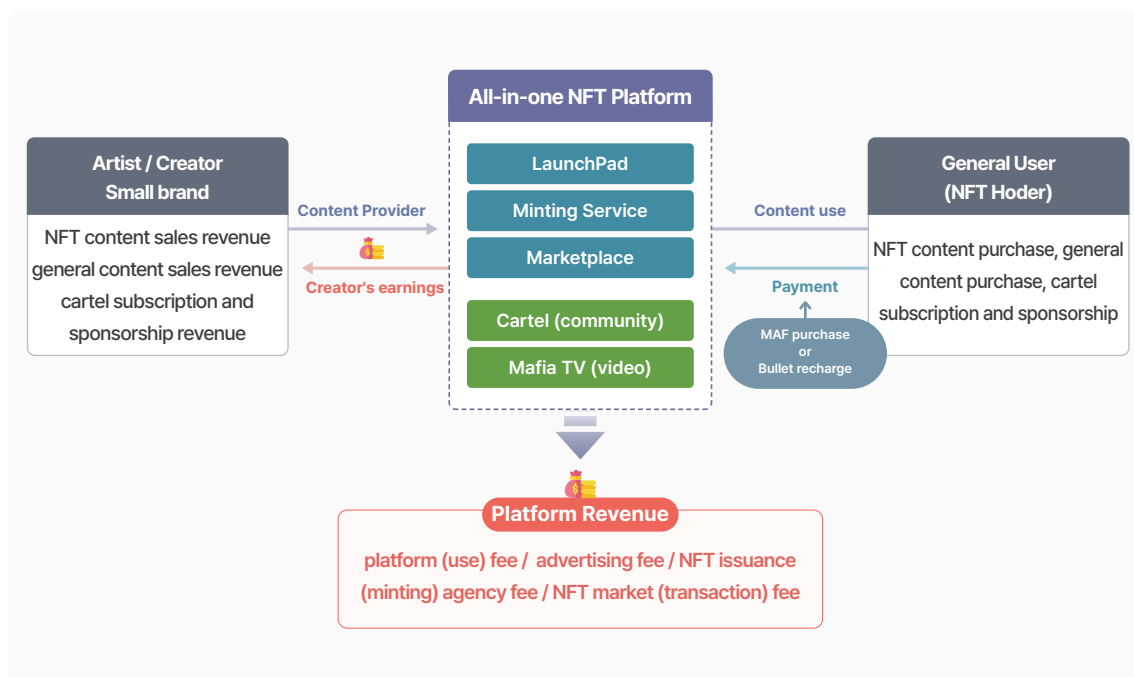 All-in-one NFT Platform
LaunchPad
Minting Service
Marketplace
Cartel (community)
Mafia TV (video)
Artist / Creator
Small brand
NFT content sales revenue
general content sales revenue
cartel subscription and
sponsorship revenue
Content Provider
Creator's earnings
Content use
Payment
MAF purchase
or
Bullet recharge
General User
(NFT Hoder)
NFT content purchase, general
content purchase, cartel
subscription and sponsorship
Platform Revenue
platform (use) fee / advertising fee / NFT issuance
(minting) agency fee / NFT market (transaction) fee